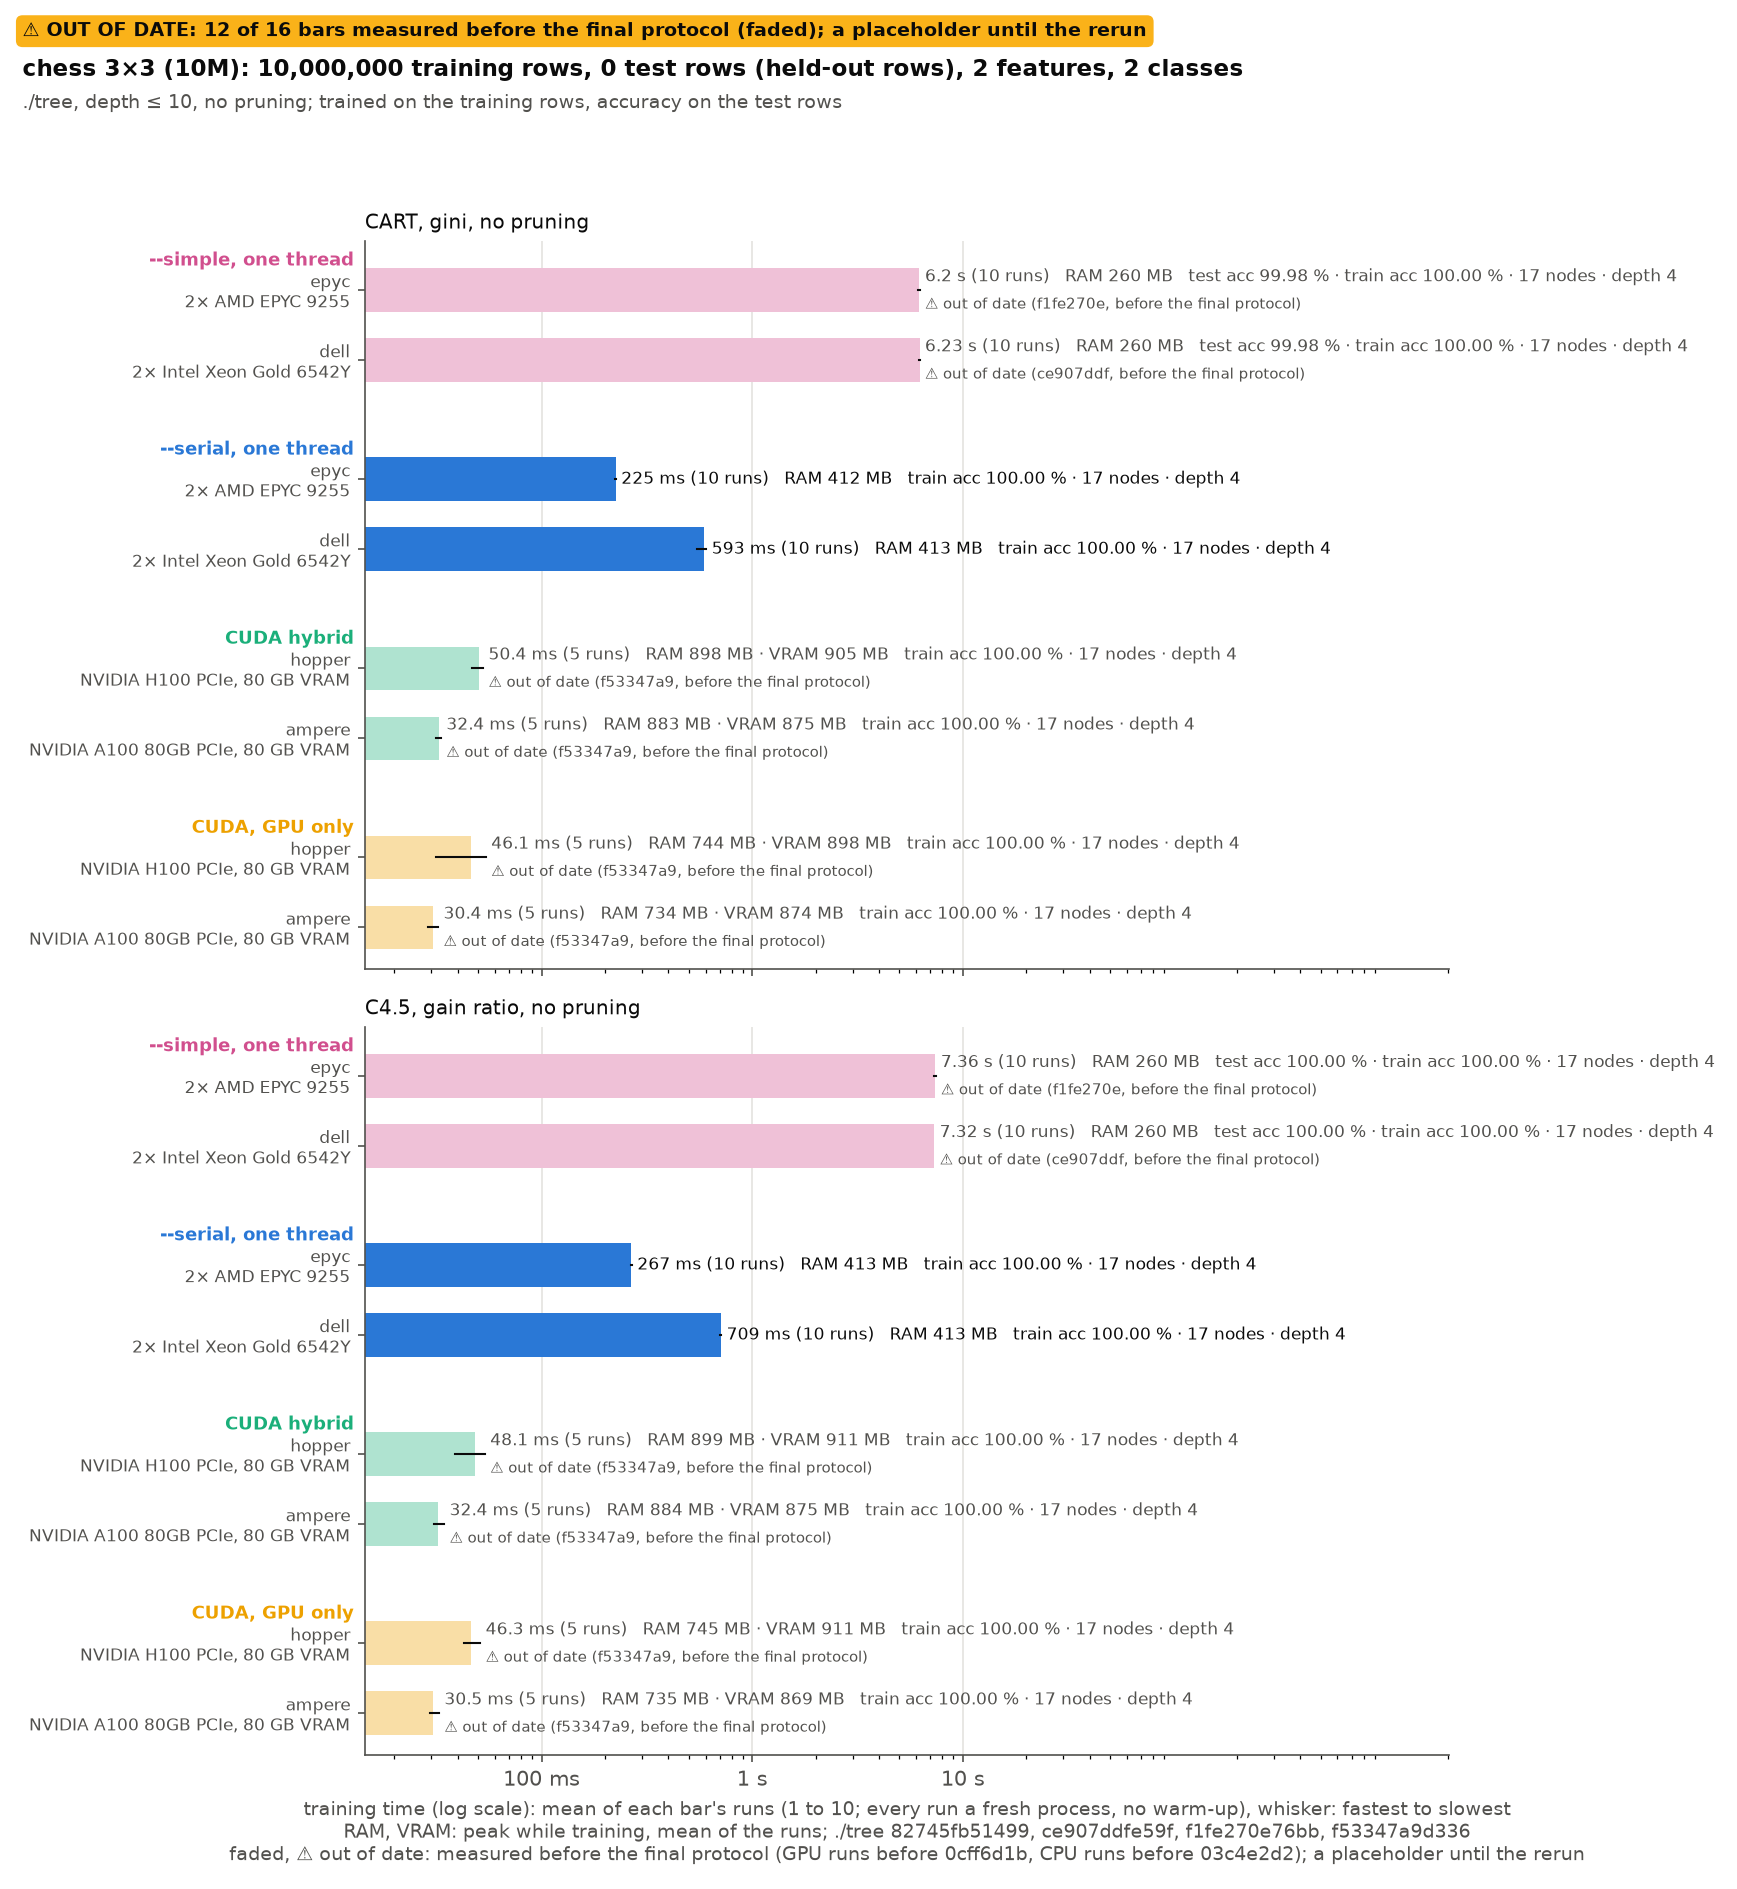 ⚠ OUT OF DATE: 12 of 16 bars measured before the final protocol (faded); a placeholder until the rerun
chess 3×3 (10M): 10,000,000 training rows, 0 test rows (held-out rows), 2 features, 2 classes
./tree, depth ≤ 10, no pruning; trained on the training rows, accuracy on the test rows
CART, gini, no pruning
--simple, one thread
epyc
2× AMD EPYC 9255
6.2 s (10 runs) RAM 260 MB test acc 99.98 % · train acc 100.00 % · 17 nodes · depth 4
⚠ out of date (f1fe270e, before the final protocol)
dell
2× Intel Xeon Gold 6542Y
6.23 s (10 runs) RAM 260 MB test acc 99.98 % · train acc 100.00 % · 17 nodes · depth 4
⚠ out of date (ce907ddf, before the final protocol)
--serial, one thread
epyc
2× AMD EPYC 9255
225 ms (10 runs) RAM 412 MB train acc 100.00 % · 17 nodes · depth 4
dell
2× Intel Xeon Gold 6542Y
593 ms (10 runs) RAM 413 MB train acc 100.00 % · 17 nodes · depth 4
CUDA hybrid
hopper
NVIDIA H100 PCIe, 80 GB VRAM
50.4 ms (5 runs) RAM 898 MB · VRAM 905 MB train acc 100.00 % · 17 nodes · depth 4
⚠ out of date (f53347a9, before the final protocol)
ampere
NVIDIA A100 80GB PCIe, 80 GB VRAM
32.4 ms (5 runs) RAM 883 MB · VRAM 875 MB train acc 100.00 % · 17 nodes · depth 4
⚠ out of date (f53347a9, before the final protocol)
CUDA, GPU only
hopper
NVIDIA H100 PCIe, 80 GB VRAM
46.1 ms (5 runs) RAM 744 MB · VRAM 898 MB train acc 100.00 % · 17 nodes · depth 4
⚠ out of date (f53347a9, before the final protocol)
ampere
NVIDIA A100 80GB PCIe, 80 GB VRAM
30.4 ms (5 runs) RAM 734 MB · VRAM 874 MB train acc 100.00 % · 17 nodes · depth 4
⚠ out of date (f53347a9, before the final protocol)
C4.5, gain ratio, no pruning
--simple, one thread
epyc
2× AMD EPYC 9255
7.36 s (10 runs) RAM 260 MB test acc 100.00 % · train acc 100.00 % · 17 nodes · depth 4
⚠ out of date (f1fe270e, before the final protocol)
dell
2× Intel Xeon Gold 6542Y
7.32 s (10 runs) RAM 260 MB test acc 100.00 % · train acc 100.00 % · 17 nodes · depth 4
⚠ out of date (ce907ddf, before the final protocol)
--serial, one thread
epyc
2× AMD EPYC 9255
267 ms (10 runs) RAM 413 MB train acc 100.00 % · 17 nodes · depth 4
dell
2× Intel Xeon Gold 6542Y
709 ms (10 runs) RAM 413 MB train acc 100.00 % · 17 nodes · depth 4
CUDA hybrid
hopper
NVIDIA H100 PCIe, 80 GB VRAM
48.1 ms (5 runs) RAM 899 MB · VRAM 911 MB train acc 100.00 % · 17 nodes · depth 4
⚠ out of date (f53347a9, before the final protocol)
ampere
NVIDIA A100 80GB PCIe, 80 GB VRAM
32.4 ms (5 runs) RAM 884 MB · VRAM 875 MB train acc 100.00 % · 17 nodes · depth 4
⚠ out of date (f53347a9, before the final protocol)
CUDA, GPU only
hopper
NVIDIA H100 PCIe, 80 GB VRAM
46.3 ms (5 runs) RAM 745 MB · VRAM 911 MB train acc 100.00 % · 17 nodes · depth 4
⚠ out of date (f53347a9, before the final protocol)
ampere
NVIDIA A100 80GB PCIe, 80 GB VRAM
30.5 ms (5 runs) RAM 735 MB · VRAM 869 MB train acc 100.00 % · 17 nodes · depth 4
⚠ out of date (f53347a9, before the final protocol)
100 ms 1 s 10 s
training time (log scale): mean of each bar's runs (1 to 10; every run a fresh process, no warm-up), whisker: fastest to slowest
RAM, VRAM: peak while training, mean of the runs; ./tree 82745fb51499, ce907ddfe59f, f1fe270e76bb, f53347a9d336
faded, ⚠ out of date: measured before the final protocol (GPU runs before 0cff6d1b, CPU runs before 03c4e2d2); a placeholder until the rerun